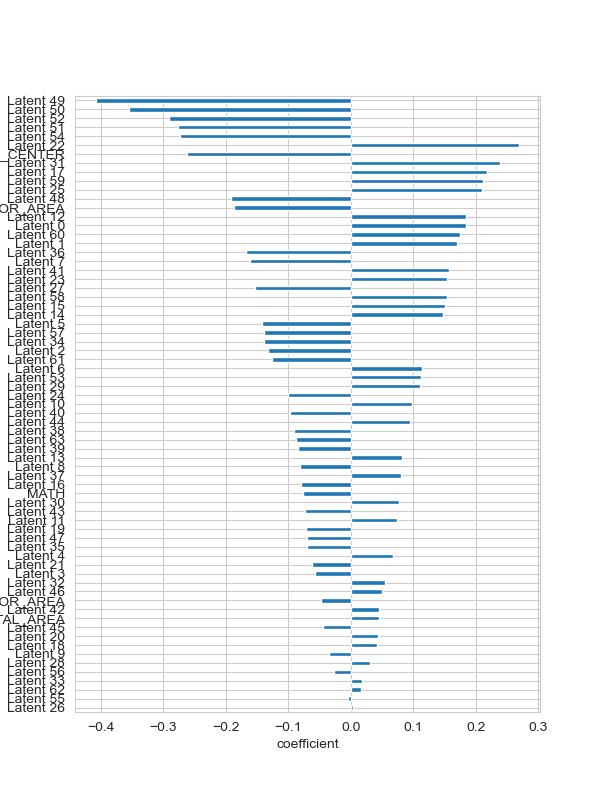 Latent 49
Latent 50
Latent 52
Latent 51
Latent 54
Latent 22
_CENTER
Latent 31
Latent 17
Latent 59
Latent 25
Latent 48
OR_AREA
Latent 12
Latent 0
Latent 60
Latent 1
Latent 36
Latent 7
Latent 41
Latent 23
Latent 27
Latent 58
Latent 15
Latent 14
Latent 5
Latent 57
Latent 34
Latent 2
Latent 61
Latent 6
Latent 53
Latent 29
Latent 24
Latent 10
Latent 40
Latent 44
Latent 38
Latent 63
Latent 39
Latent 13
Latent 8
Latent 37
Latent 16
MATH
Latent 30
Latent 43
Latent 11
Latent 19
Latent 47
Latent 35
Latent 4
Latent 21
Latent 3
Latent 32
Latent 46
OR_AREA
Latent 42
TAL_AREA
Latent 45
Latent 20
Latent 18
Latent 9
Latent 28
Latent 56
Latent 33
Latent 62
Latent 55
Latent 26
−0.4 −0.3 −0.2 −0.1 0.0 0.1 0.2 0.3
coefficient